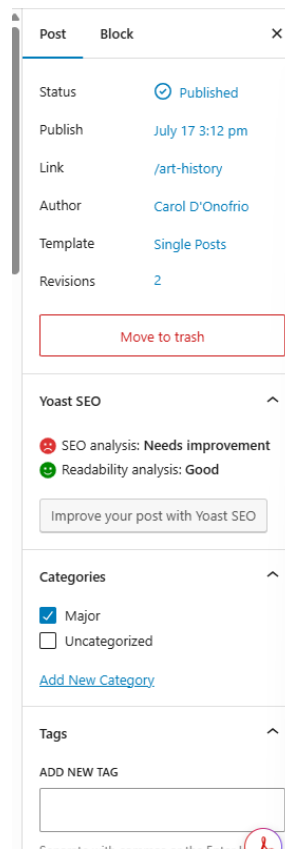 Post Block ×
Status Published
Publish July 17 3:12 pm
Link /art-history
Author Carol D'Onofrio
Template Single Posts
Revisions 2
Move to trash
Yoast SEO
SEO analysis: Needs improvement
Readability analysis: Good
Improve your post with Yoast SEO
Categories
Major
Uncategorized
Add New Category
Tags
ADD NEW TAG